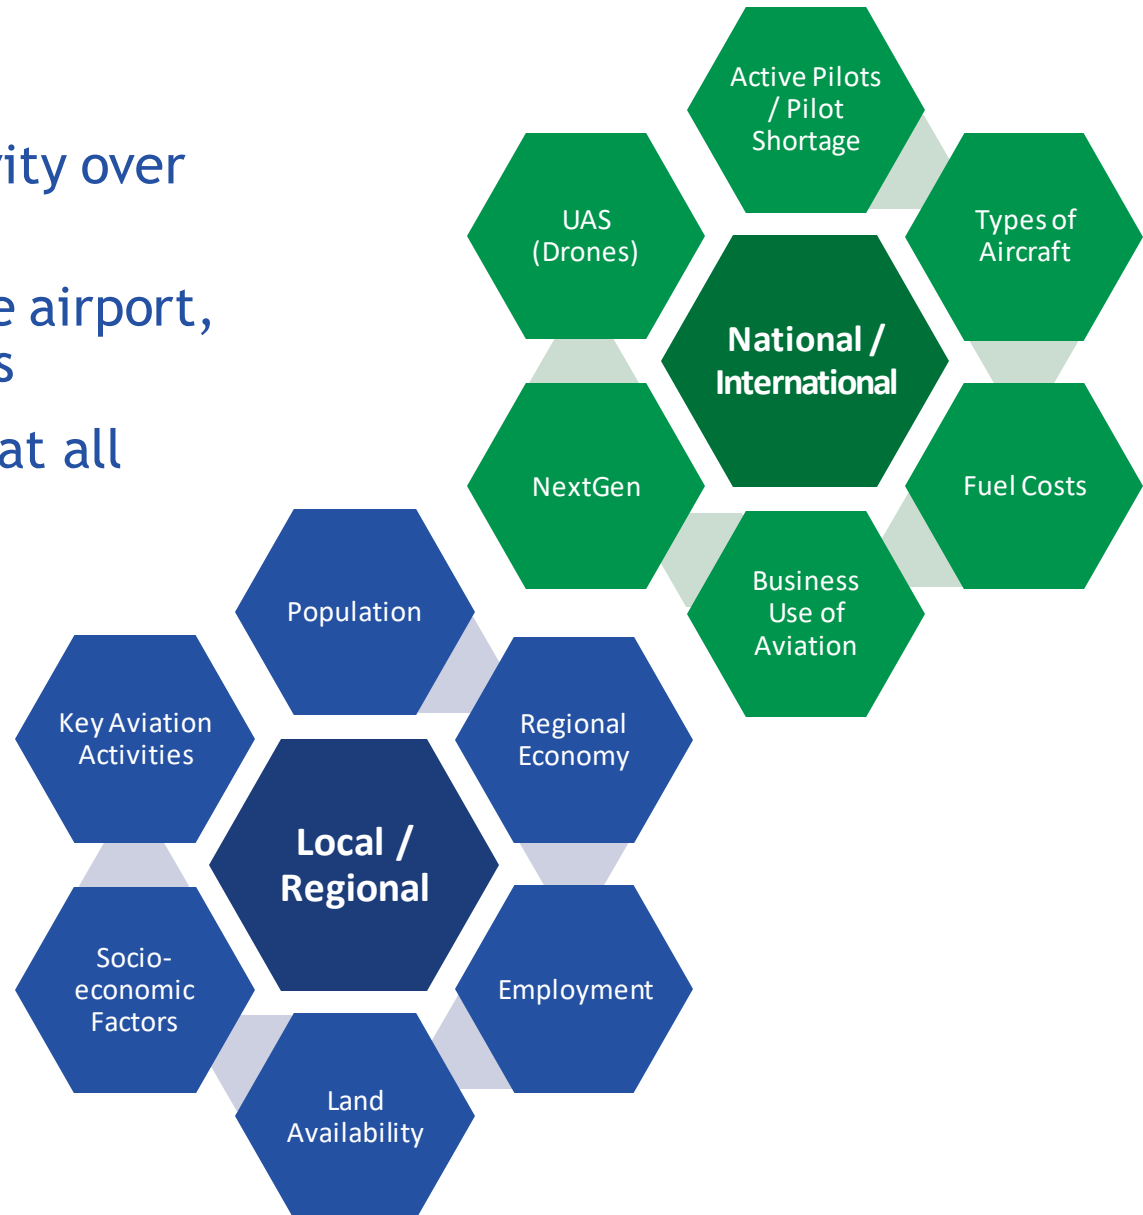 vity over
e airport,
s
at all
Active Pilots
/ Pilot
Shortage
UAS
(Drones)
Types of
Aircraft
National /
International
NextGen
Fuel Costs
Business
Use of
Aviation
Population
Key Aviation
Activities
Regional
Economy
Local /
Regional
Socio-
economic
Factors
Employment
Land
Availability